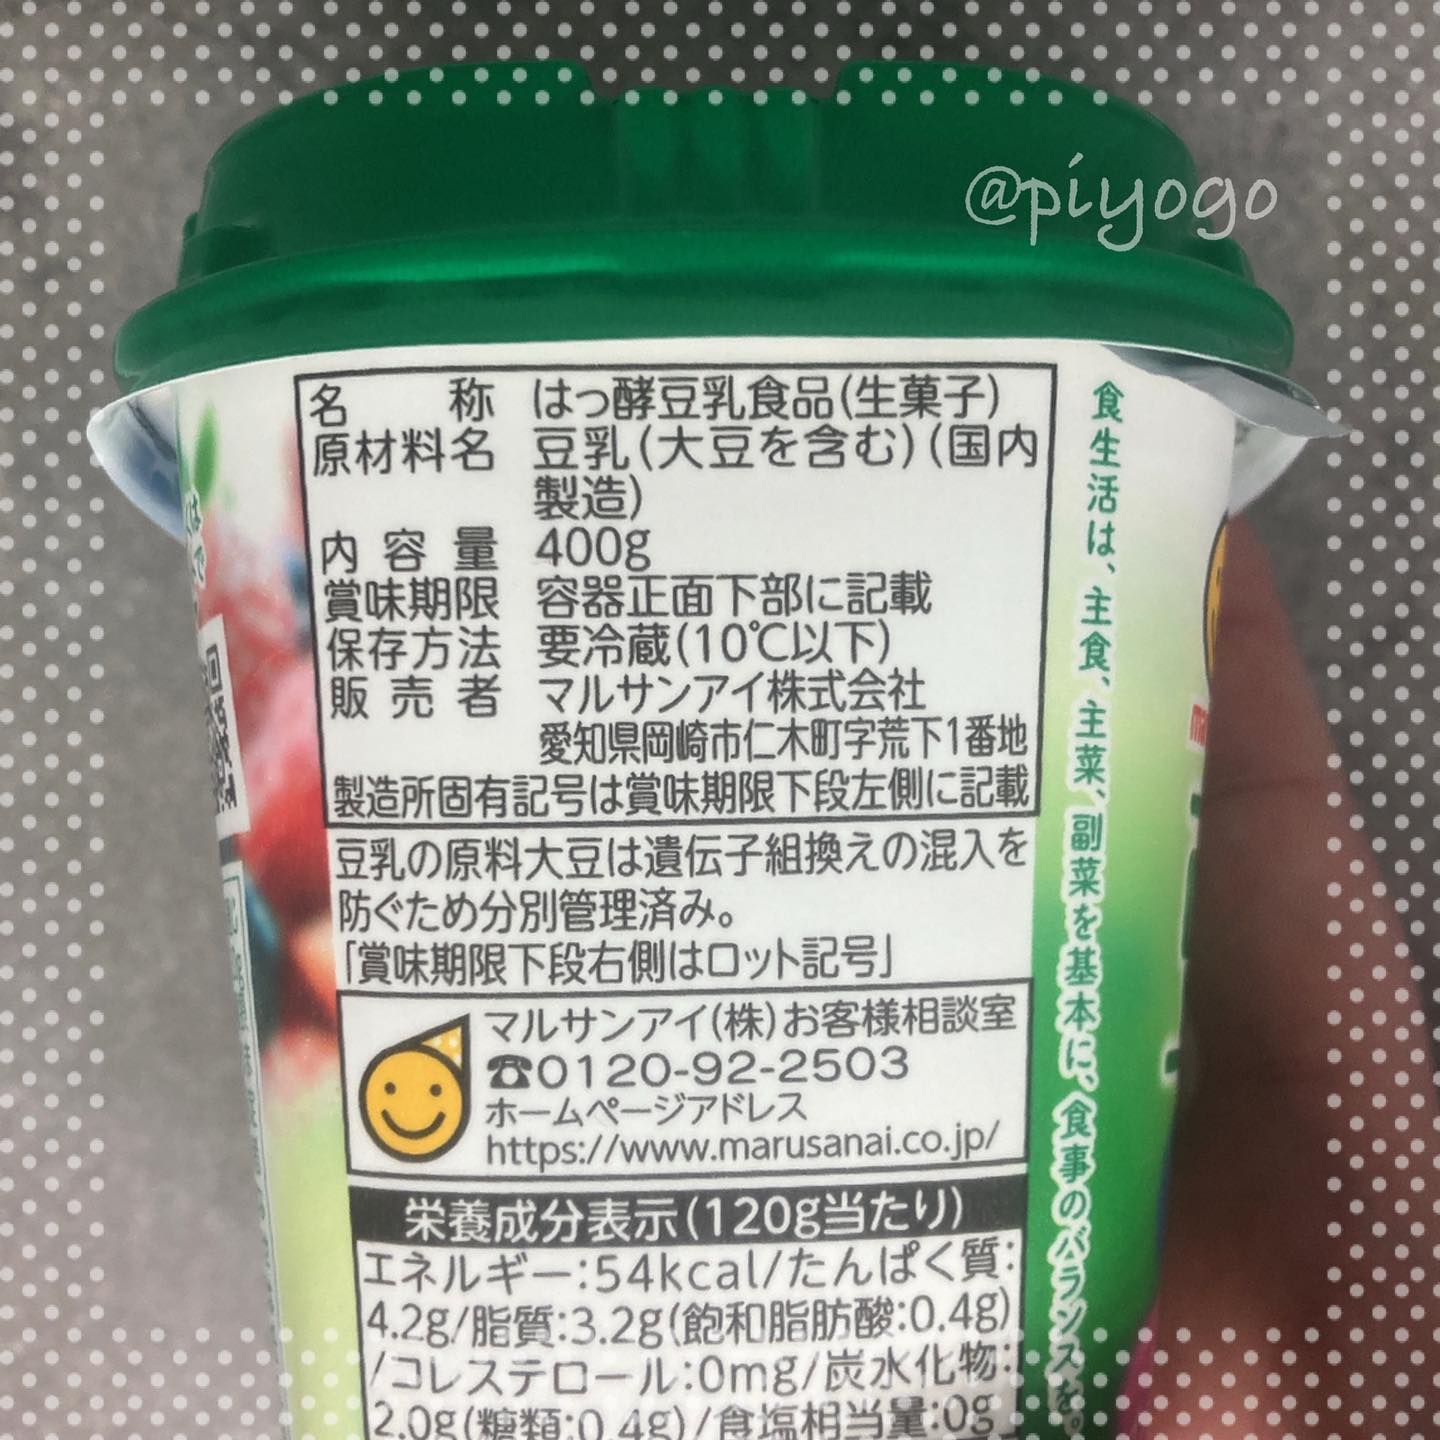 @piyogo
名称 はっ酵豆乳食品(生菓子)
原材料名 豆乳(大豆を含む)(国内
製造)
内容量 400g
賞味期限 容器正面下部に記載
保存方法 要冷蔵(10℃以下)
販売者 マルサンアイ株式会社
愛知県岡崎市仁木町字荒下1番地
製造所固有記号は賞味期限下段左側に記載
豆乳の原料大豆は遺伝子組換えの混入を
防ぐため分別管理済み。
「賞味期限下段右側はロット記号」
マルサンアイ(株)お客様相談室
☎0120-92-2503
ホームページアドレス
https://www.marusanai.co.jp/
栄養成分表示(120g当たり)
エネルギー:54kcal/たんぱく質:
4.2g/脂質:3.2g(飽和脂肪酸:0.4g)
/コレステロール:0mg/炭水化物:
2.0g(糖類:0.4g)/食塩相当量:0g
食生活は、主食、主菜、副菜を基本に、食事のバランスを。